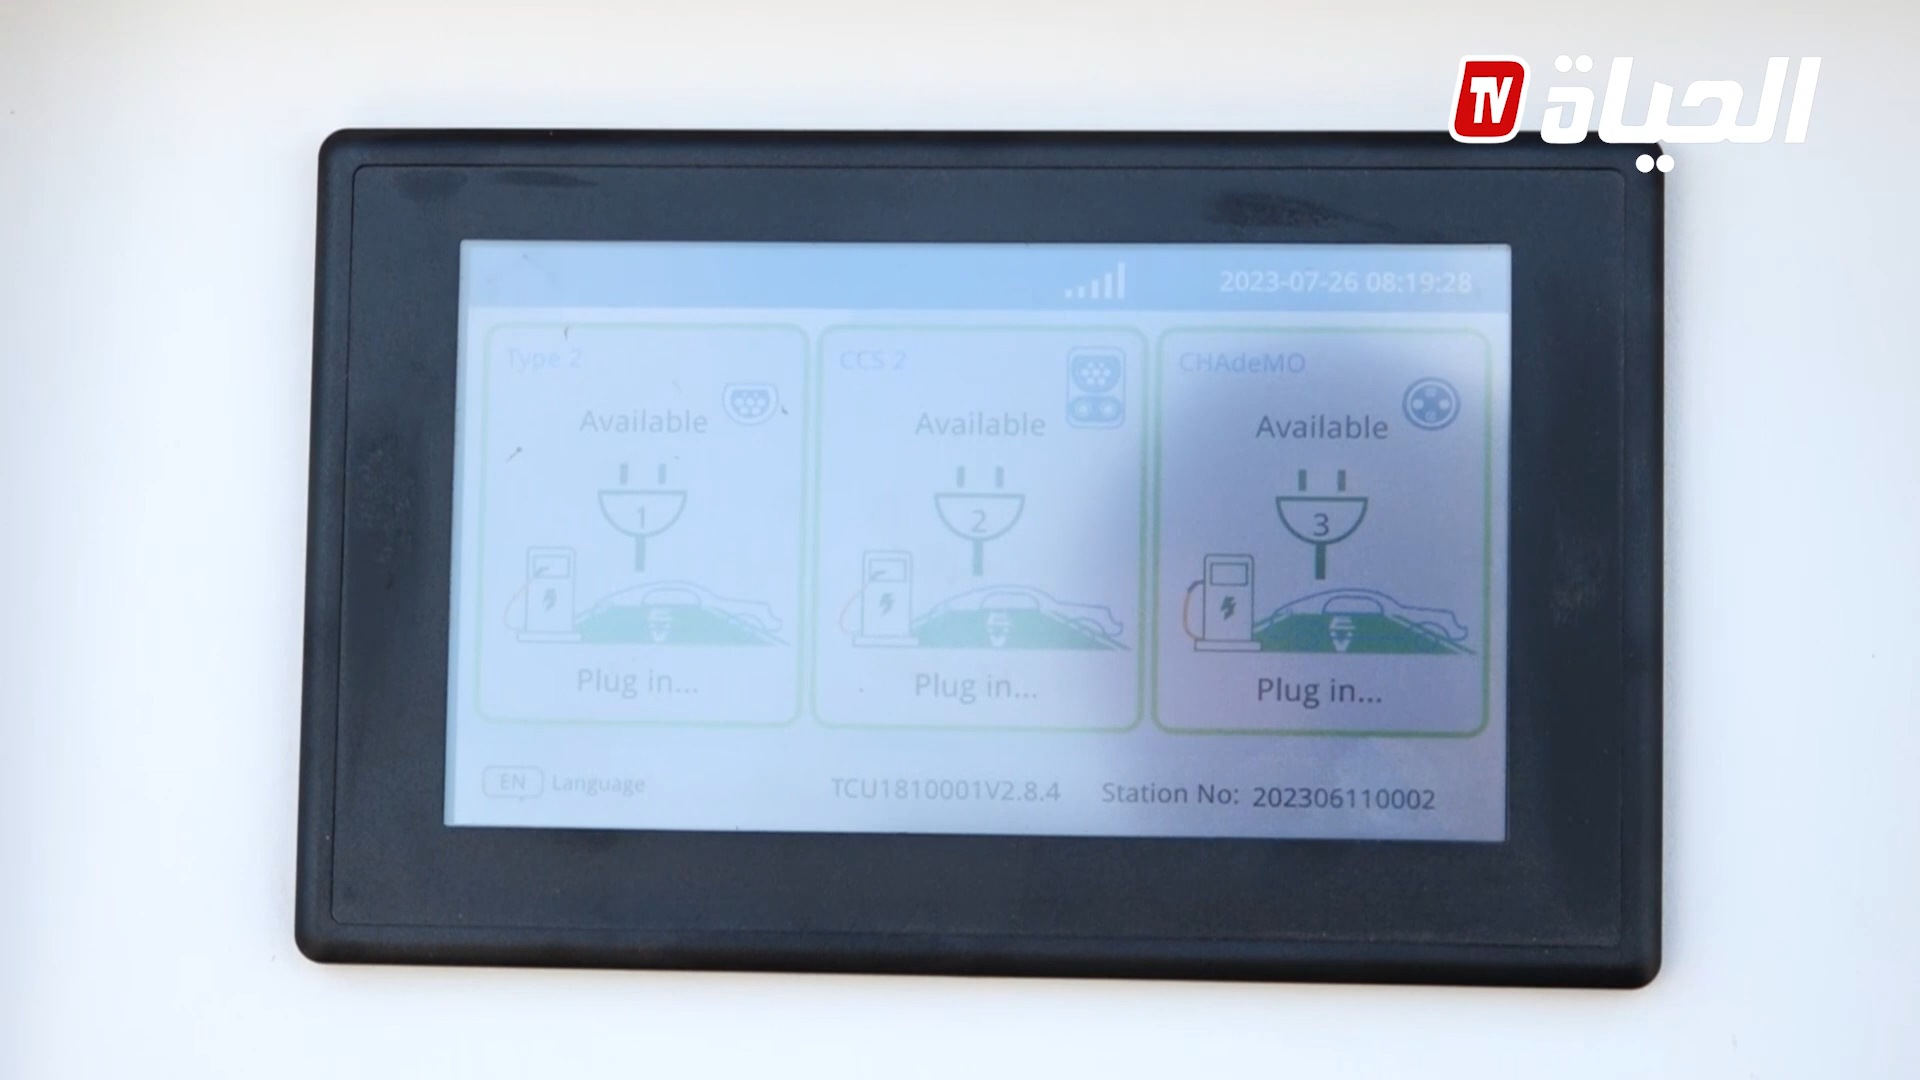 TV الحياة
2023-07-26 08:19:28
Type 2
CCS 2
CHAdeMO
Available
Available
Available
1
2
3
Plug in...
Plug in...
Plug in...
EN Language
TCU1810001V2.8.4
Station No: 202306110002